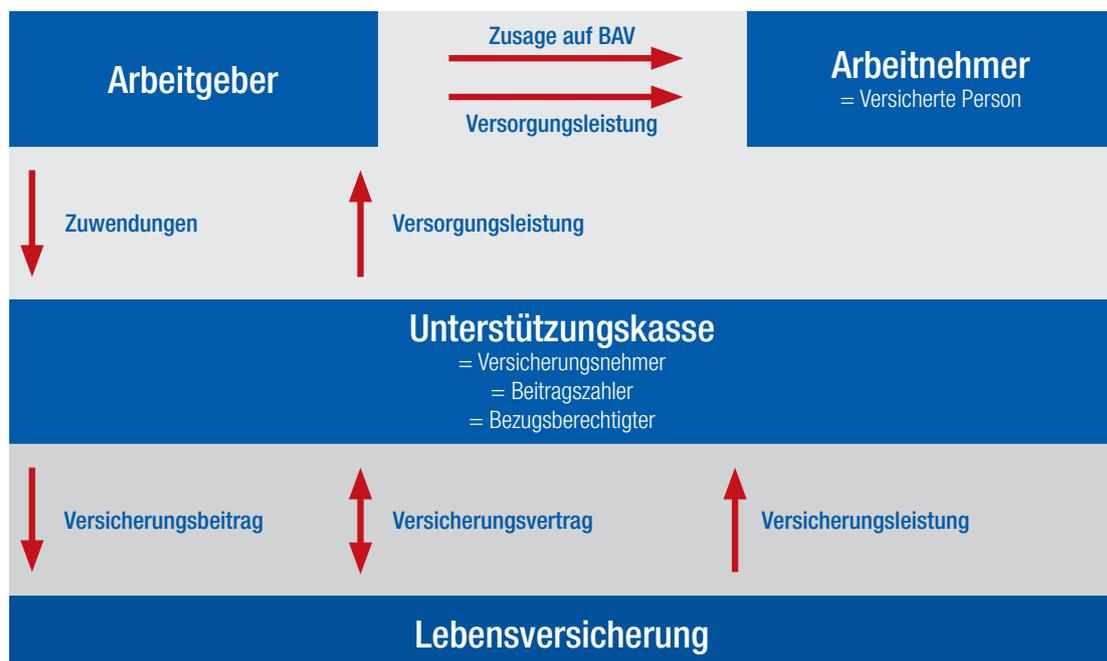 Arbeitgeber
Zusage auf BAV
Versorgungsleistung
Arbeitnehmer
= Versicherte Person
Zuwendungen
Versorgungsleistung
Unterstützungskasse
= Versicherungsnehmer
= Beitragszahler
= Bezugsberechtigter
Versicherungsbeitrag
Versicherungsvertrag
Versicherungsleistung
Lebensversicherung